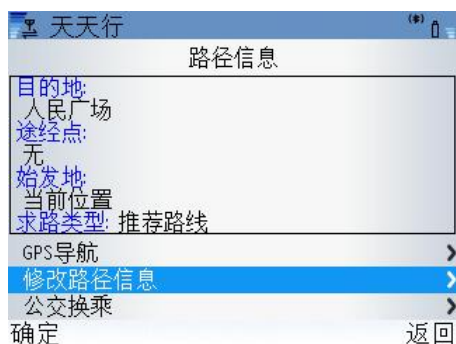 天天行
路径信息
目的地:
人民广场
途经点:
无
始发地:
当前位置
求路类型: 推荐路线
GPS导航
修改路径信息
公交换乘
确定 返回